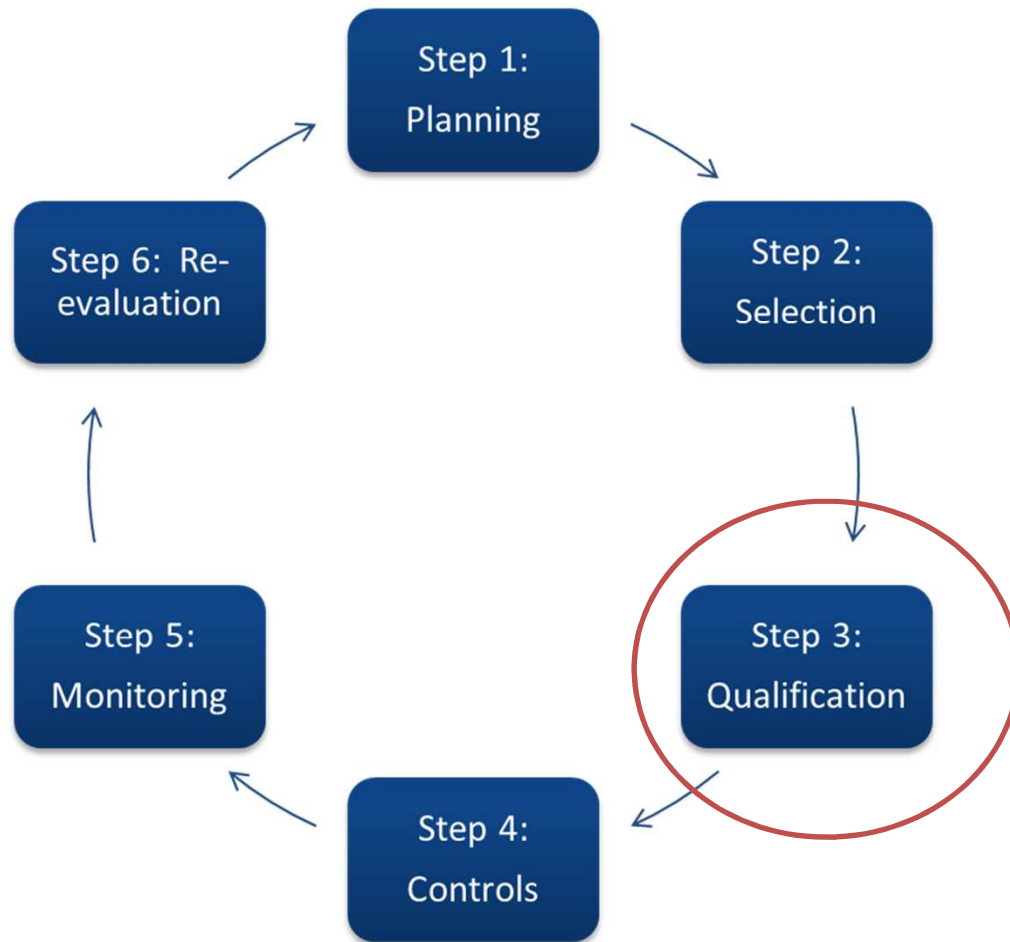 Step 1:
Planning
Step 2:
Selection
Step 3:
Qualification
Step 4:
Controls
Step 5:
Monitoring
Step 6: Re-
evaluation